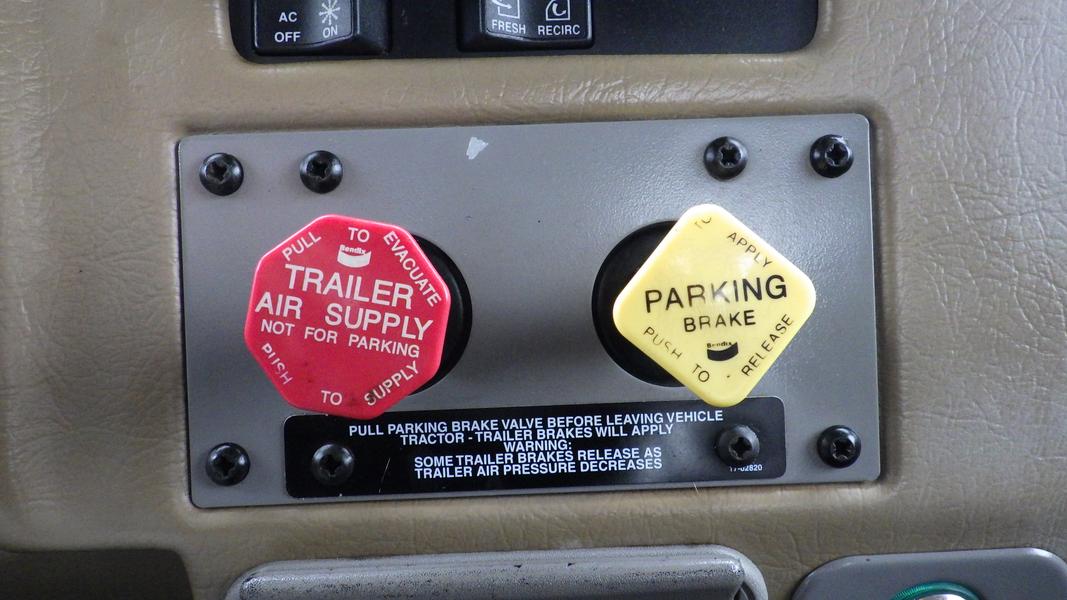 AC
OFF
ON
FRESH
RECIRC
PULL TO EVACUATE
Bendix
TRAILER
AIR SUPPLY
NOT FOR PARKING
PUSH TO SUPPLY
TO APPLY
PARKING
BRAKE
Bendix
PUSH TO RELEASE
PULL PARKING BRAKE VALVE BEFORE LEAVING VEHICLE
TRACTOR - TRAILER BRAKES WILL APPLY
WARNING:
SOME TRAILER BRAKES RELEASE AS
TRAILER AIR PRESSURE DECREASES
17-02820